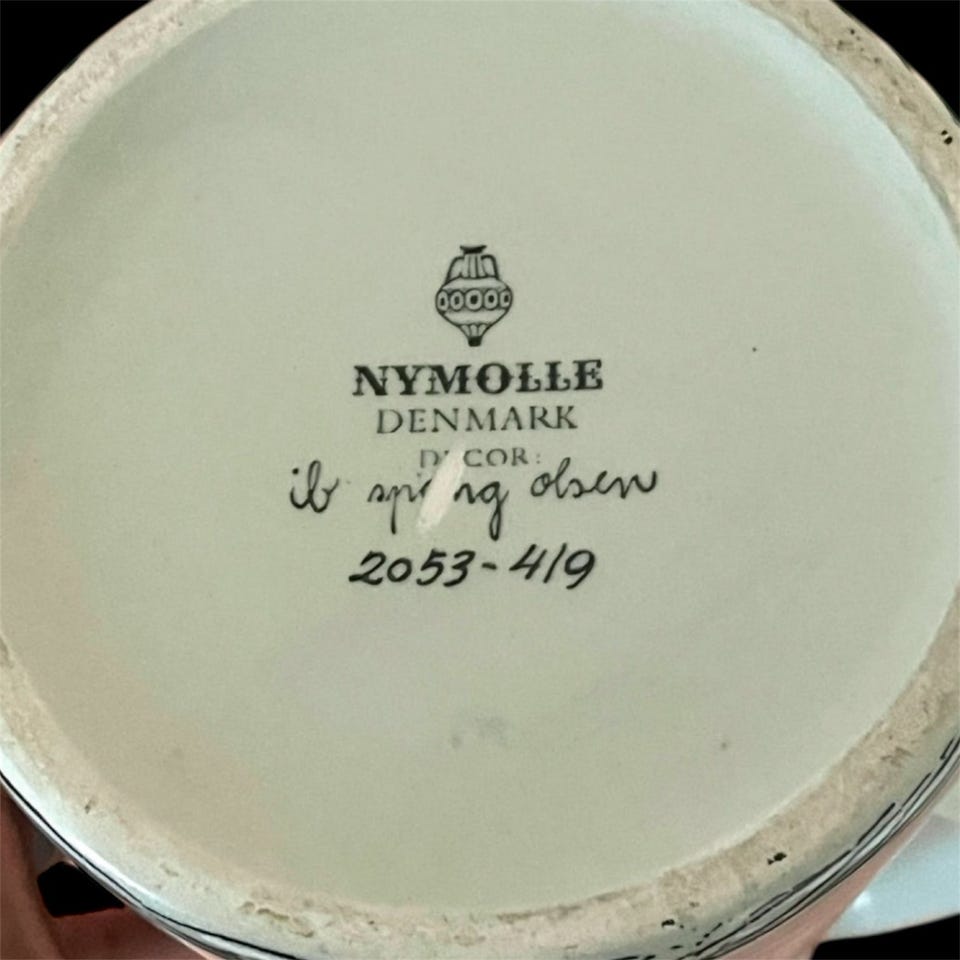 NYMOLLE
DENMARK
DECOR:
ib spang olsen
2053-419